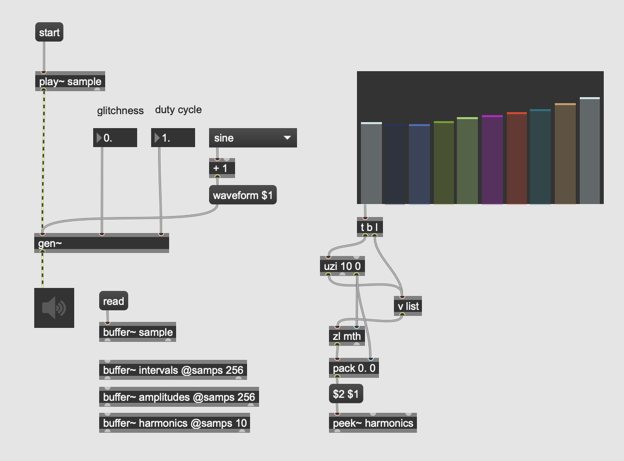 start
play~ sample
glitchness
duty cycle
0.
1.
sine
+ 1
waveform $1
gen~
read
buffer~ sample
buffer~ intervals @samps 256
buffer~ amplitudes @samps 256
buffer~ harmonics @samps 10
t b l
uzi 10 0
v list
zl mth
pack 0. 0
$2 $1
peek~ harmonics